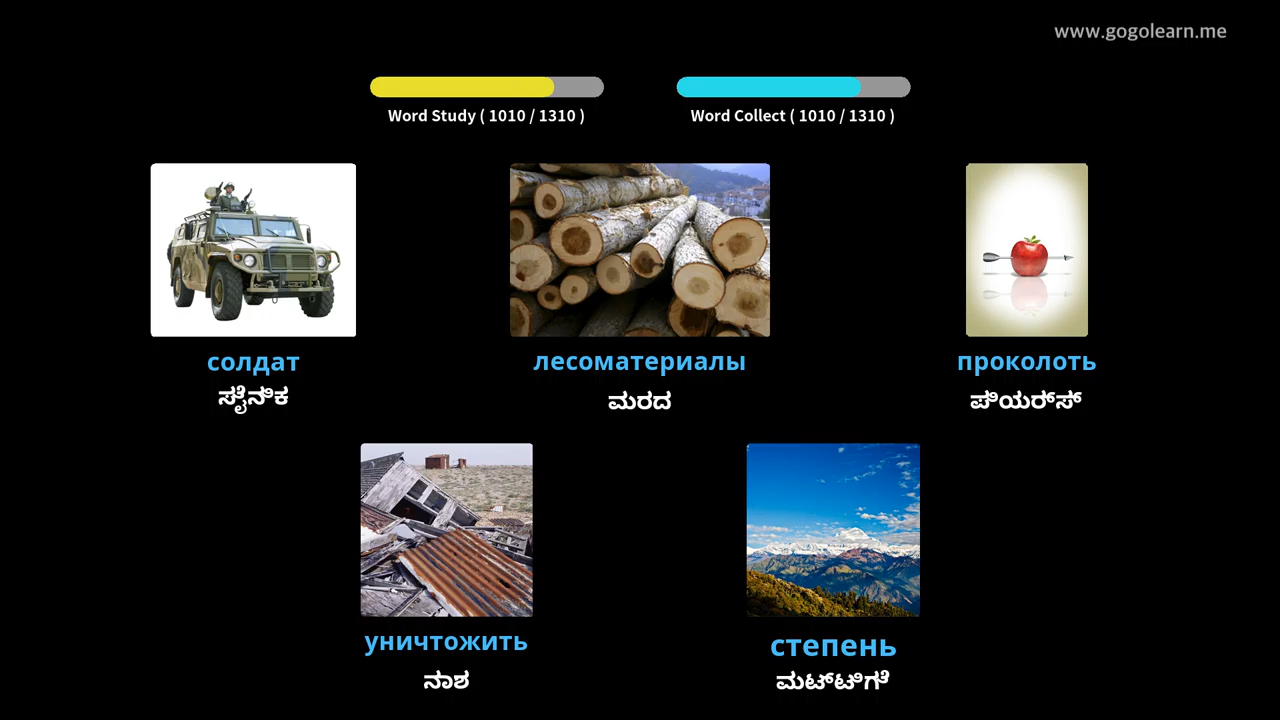 www.gogolearn.me
Word Study ( 1010 / 1310 )
Word Collect ( 1010 / 1310 )
солдат
ಸೈನಿಕ
лесоматериалы
ಮರದ
проколоть
ಪಿಯರ್ಸ್
уничтожить
ನಾಶ
степень
ಮಟ್ಟಿಗೆ